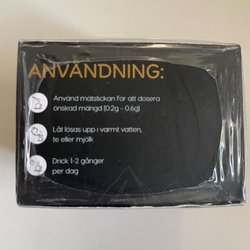 ANVÄNDNING:
Använd mätstickan för att dosera
önskad mängd (0.2g - 0.6g)
Låt lösas upp i varmt vatten,
te eller mjölk
Drick 1-2 gånger
per dag